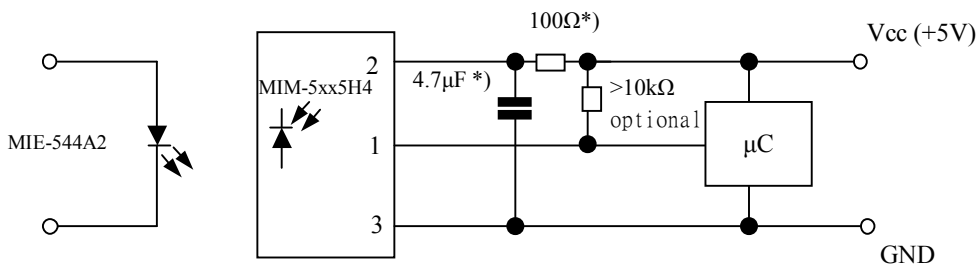 100Ω*)
Vcc (+5V)
2
MIM-5xx5H4
4.7μF *)
>10kΩ
optional
MIE-544A2
1
μC
3
GND